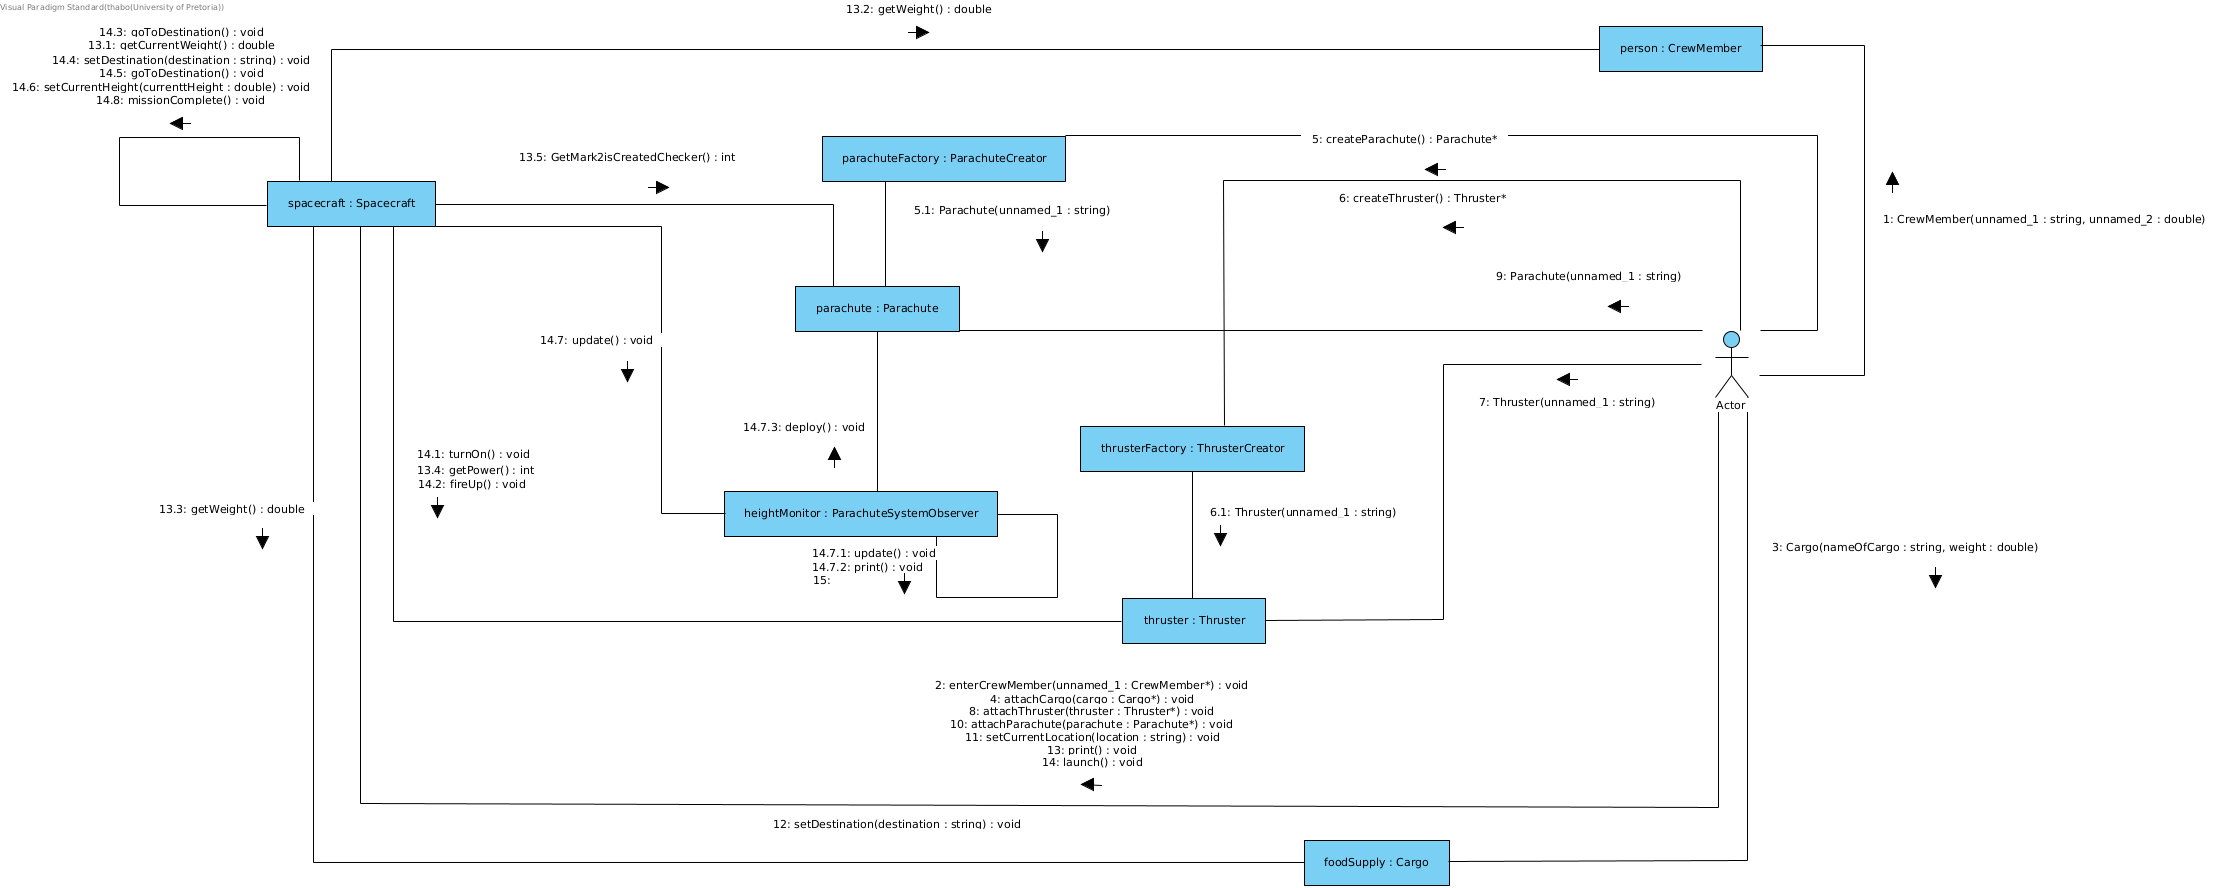 Visual Paradigm Standard(thabo(University of Pretoria))
13.2: getWeight() : double
14.3: goToDestination() : void
13.1: getCurrentWeight() : double
14.4: setDestination(destination : string) : void
14.5: goToDestination() : void
14.6: setCurrentHeight(currenttHeight : double) : void
14.8: missionComplete() : void
person : CrewMember
13.5: GetMark2isCreatedChecker() : int
parachuteFactory : ParachuteCreator
5: createParachute() : Parachute*
spacecraft : Spacecraft
5.1: Parachute(unnamed_1 : string)
6: createThruster() : Thruster*
1: CrewMember(unnamed_1 : string, unnamed_2 : double)
9: Parachute(unnamed_1 : string)
parachute : Parachute
14.7: update() : void
7: Thruster(unnamed_1 : string)
Actor
14.7.3: deploy() : void
thrusterFactory : ThrusterCreator
14.1: turnOn() : void
13.4: getPower() : int
14.2: fireUp() : void
13.3: getWeight() : double
heightMonitor : ParachuteSystemObserver
6.1: Thruster(unnamed_1 : string)
14.7.1: update() : void
14.7.2: print() : void
15:
3: Cargo(nameOfCargo : string, weight : double)
thruster : Thruster
2: enterCrewMember(unnamed_1 : CrewMember*) : void
4: attachCargo(cargo : Cargo*) : void
8: attachThruster(thruster : Thruster*) : void
10: attachParachute(parachute : Parachute*) : void
11: setCurrentLocation(location : string) : void
13: print() : void
14: launch() : void
12: setDestination(destination : string) : void
foodSupply : Cargo